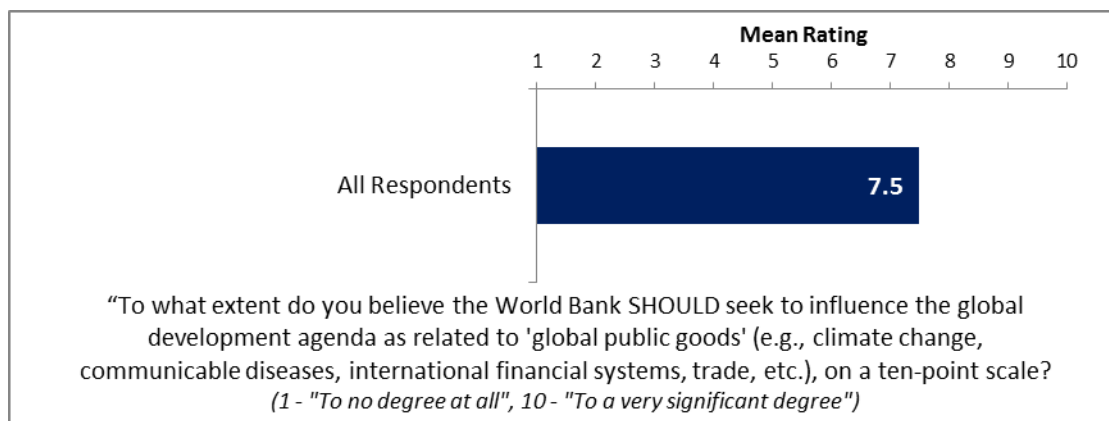 Mean Rating
1 2 3 4 5 6 7 8 9 10
All Respondents
7.5
“To what extent do you believe the World Bank SHOULD seek to influence the global
development agenda as related to 'global public goods' (e.g., climate change,
communicable diseases, international financial systems, trade, etc.), on a ten-point scale?
(1 - "To no degree at all", 10 - "To a very significant degree")